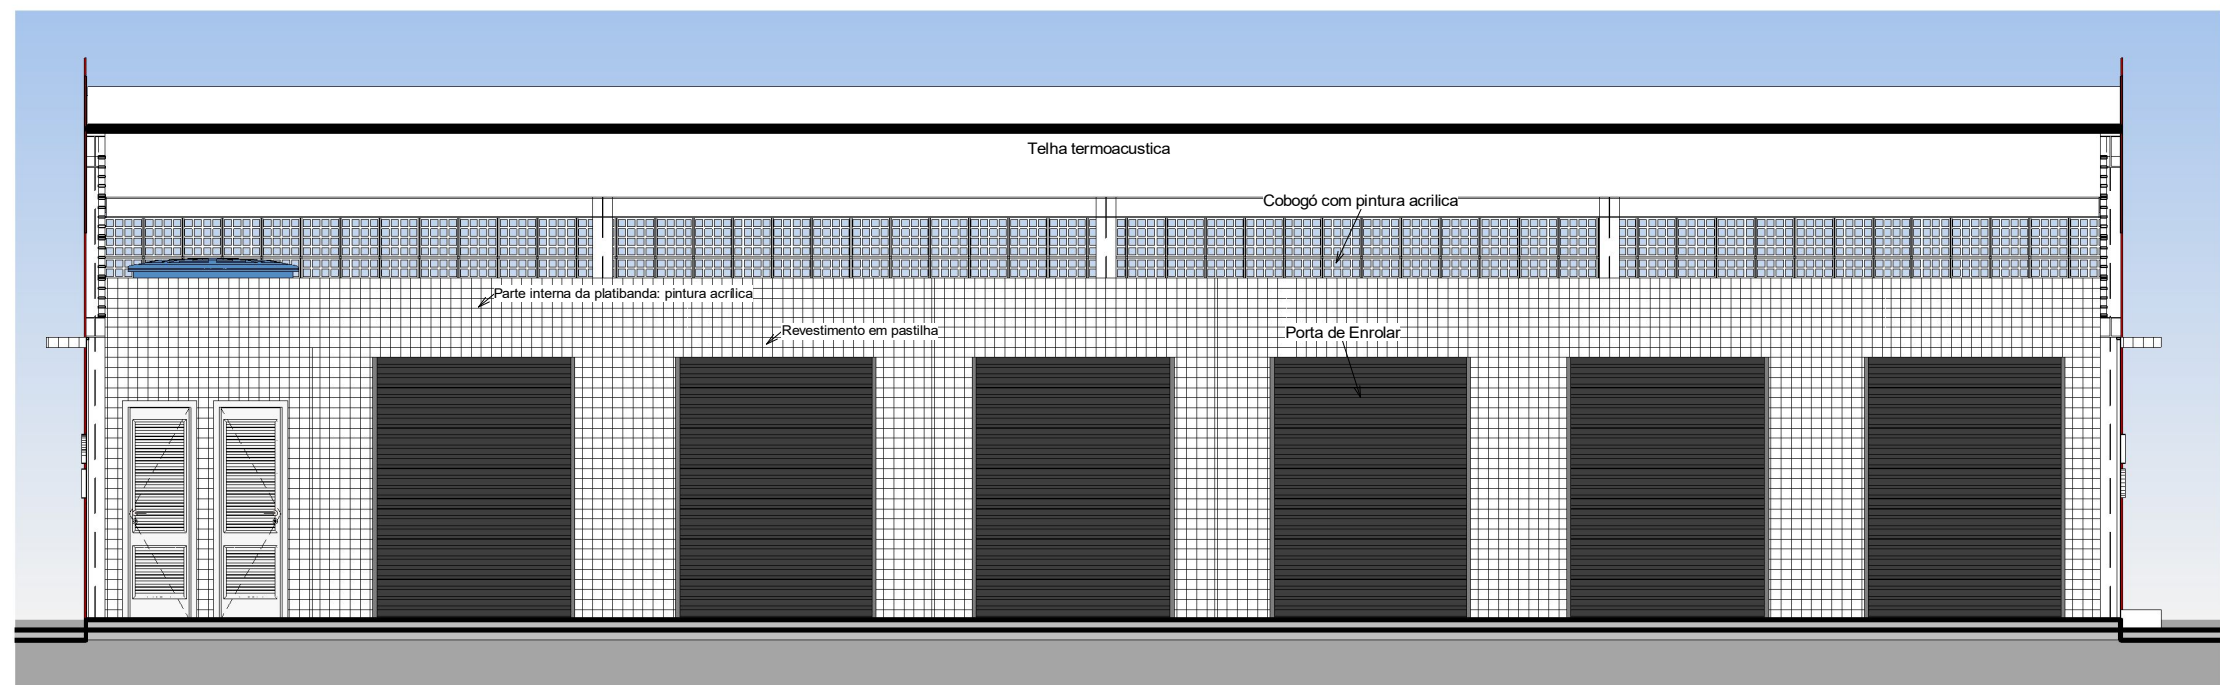 Telha termoacustica
Cobogó com pintura acrilica
Parte interna da platibanda: pintura acrilica
Revestimento em pastilha
Porta de Enrolar